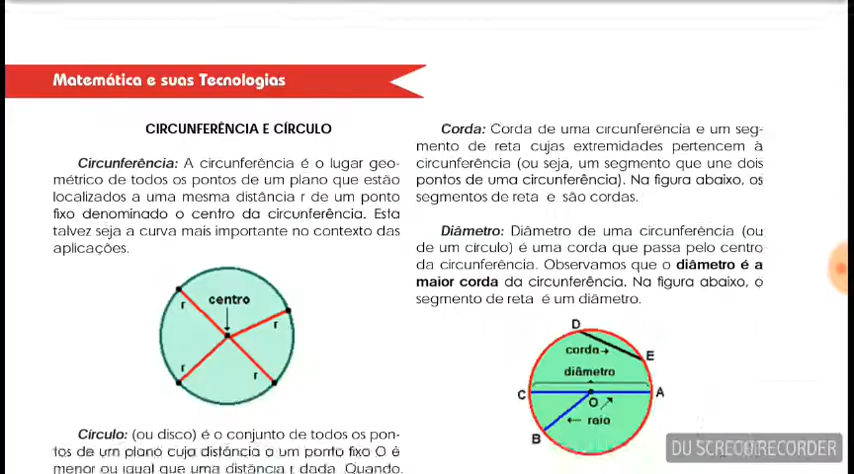 Matemática e suas Tecnologias
CIRCUNFERÊNCIA E CÍRCULO
Circunferência: A circunferência é o lugar geo-
métrico de todos os pontos de um plano que estão
localizados a uma mesma distância r de um ponto
fixo denominado o centro da circunferência. Esta
talvez seja a curva mais importante no contexto das
aplicações.
centro
r
r
r
r
Círculo: (ou disco) é o conjunto de todos os pon-
tos de um plano cuja distância a um ponto fixo O é
menor ou igual que uma distância r dada. Quando
Corda: Corda de uma circunferência e um seg-
mento de reta cujas extremidades pertencem à
circunferência (ou seja, um segmento que une dois
pontos de uma circunferência). Na figura abaixo, os
segmentos de reta e são cordas.
Diâmetro: Diâmetro de uma circunferência (ou
de um círculo) é uma corda que passa pelo centro
da circunferência. Observamos que o diâmetro é a
maior corda da circunferência. Na figura abaixo, o
segmento de reta é um diâmetro.
D
corda→
E
diâmetro
C
A
O
← raio
B
DU SCREEN RECORDER